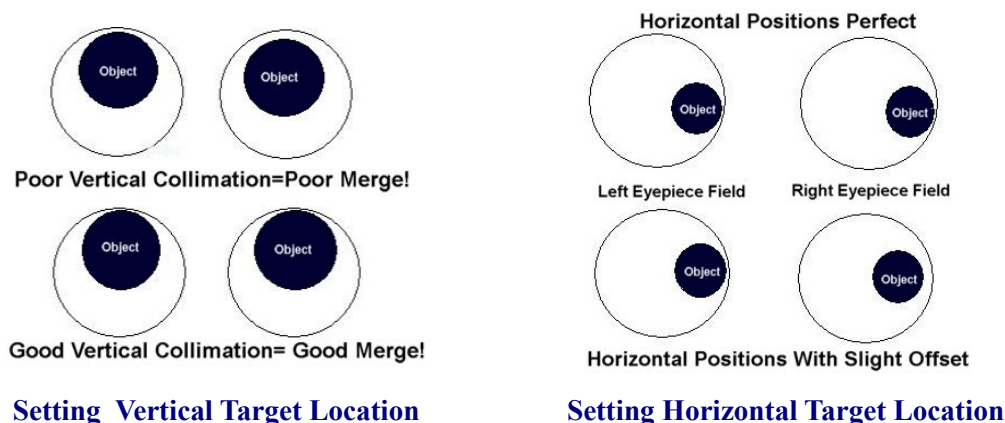 Object Object
Poor Vertical Collimation=Poor Merge!
Object Object
Good Vertical Collimation= Good Merge!
Setting Vertical Target Location
Horizontal Positions Perfect
Object Object
Left Eyepiece Field Right Eyepiece Field
Object Object
Horizontal Positions With Slight Offset
Setting Horizontal Target Location